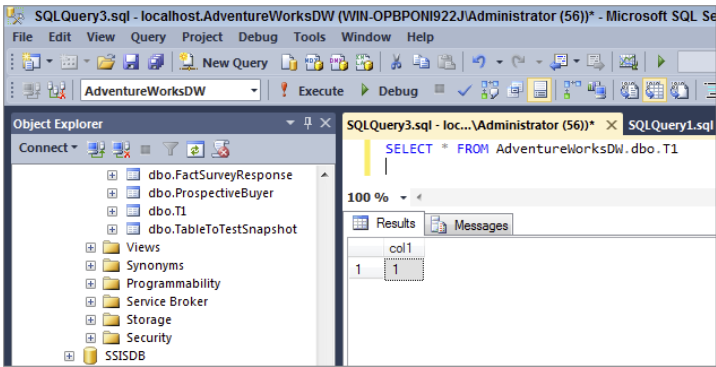 SQLQuery3.sql - localhost.AdventureWorksDW (WIN-OPBPONI922J\Administrator (56))* - Microsoft SQL Se
File Edit View Query Project Debug Tools Window Help
New Query
AdventureWorksDW Execute Debug
Object Explorer
Connect
dbo.FactSurveyResponse
dbo.ProspectiveBuyer
dbo.T1
dbo.TableToTestSnapshot
Views
Synonyms
Programmability
Service Broker
Storage
Security
SSISDB
SQLQuery3.sql - loc...\Administrator (56))* SQLQuery1.sql
SELECT * FROM AdventureWorksDW.dbo.T1
100 %
Results Messages
col1
1 1